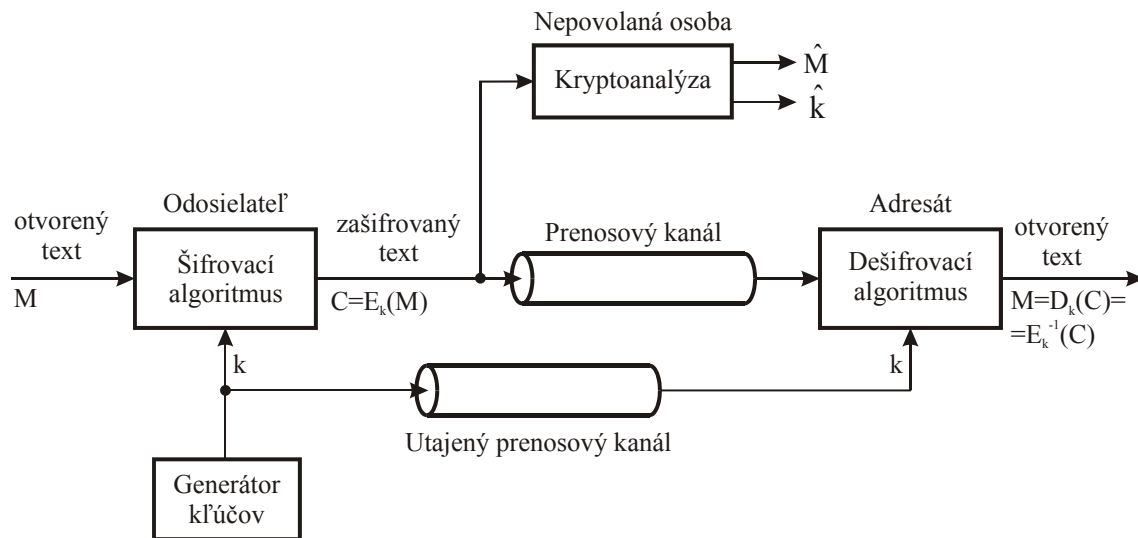 Nepovolaná osoba
Kryptoanalýza
M̂
k̂
Odosielateľ
otvorený
text
M
Šifrovací
algoritmus
zašifrovaný
text
C=Eₖ(M)
Prenosový kanál
Adresát
Dešifrovací
algoritmus
otvorený
text
M=Dₖ(C)=
=Eₖ⁻¹(C)
k
k
Utajený prenosový kanál
Generátor
kľúčov